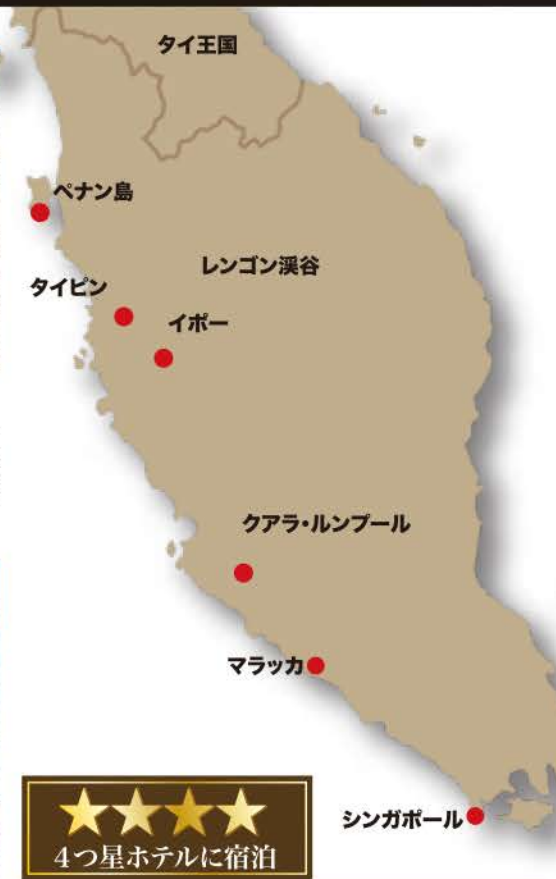 タイ王国
ペナン島
レンゴン渓谷
タイピン
イポー
クアラ・ルンプール
マラッカ
シンガポール
4つ星ホテルに宿泊